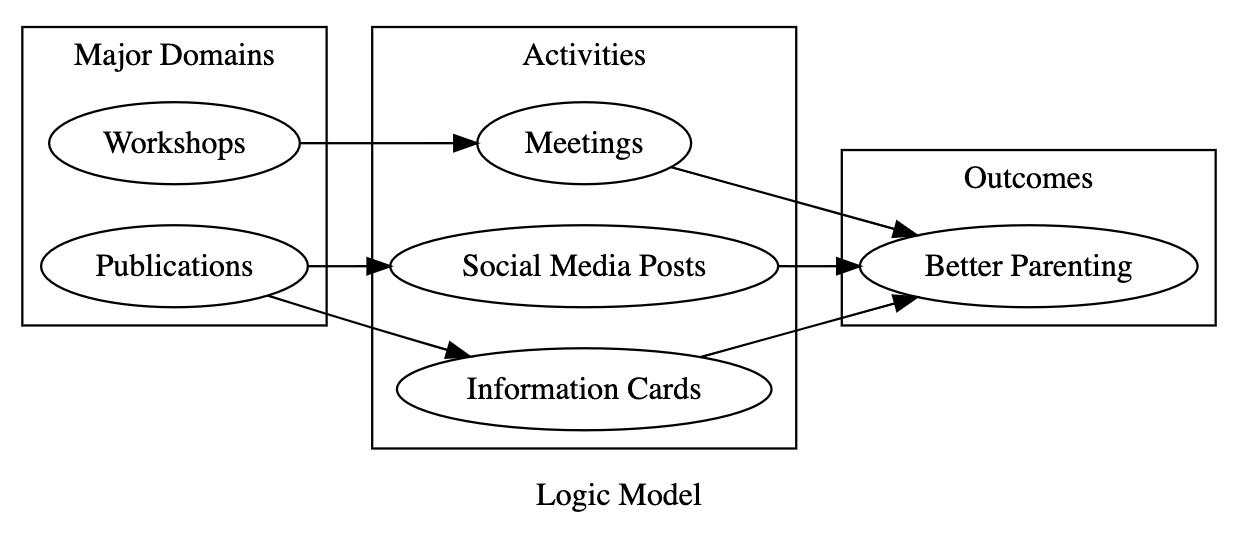 Major Domains
Workshops
Publications
Activities
Meetings
Social Media Posts
Information Cards
Outcomes
Better Parenting
Logic Model